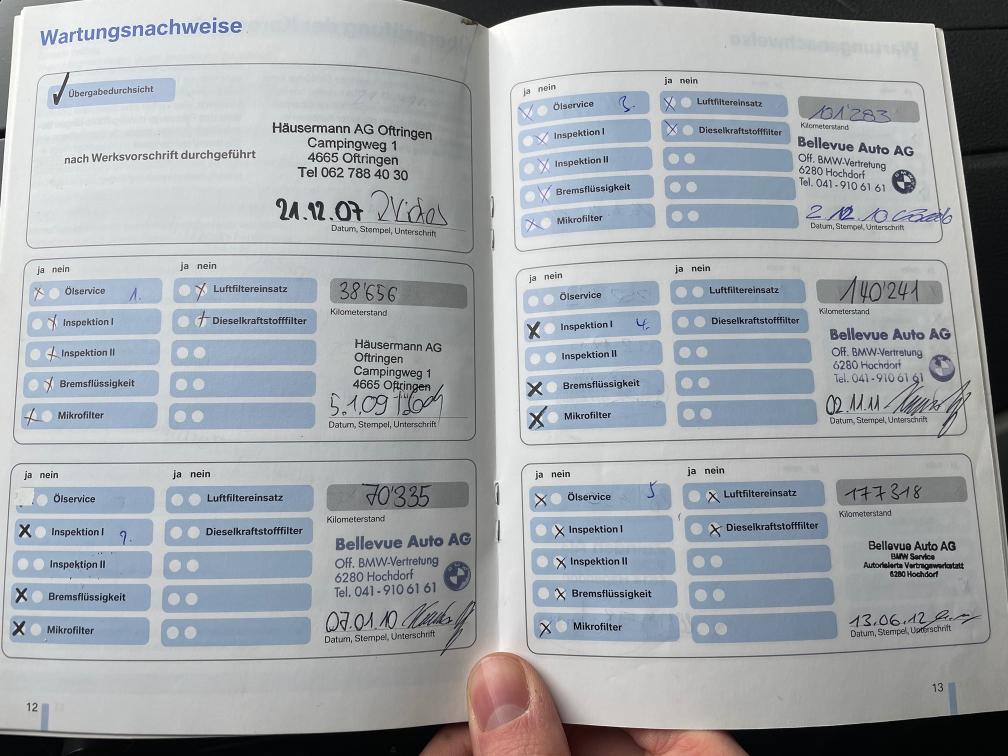 Wartungsnachweise
Übergabedurchsicht
nach Werksvorschrift durchgeführt
Häusermann AG Oftringen
Campingweg 1
4665 Oftringen
Tel 062 788 40 30
21.12.07
Datum, Stempel, Unterschrift
ja nein
ja nein
Ölservice 1.
Luftfiltereinsatz
38'656
Kilometerstand
Inspektion I
Dieselkraftstofffilter
Inspektion II
Bremsflüssigkeit
Mikrofilter
Häusermann AG
Oftringen
Campingweg 1
4665 Oftringen
5.1.09
Datum, Stempel, Unterschrift
ja nein
ja nein
Ölservice
Luftfiltereinsatz
70'335
Kilometerstand
Inspektion I 2.
Dieselkraftstofffilter
Inspektion II
Bremsflüssigkeit
Mikrofilter
Bellevue Auto AG
Off. BMW-Vertretung
6280 Hochdorf
Tel. 041-910 61 61
07.01.10
Datum, Stempel, Unterschrift
12
ja nein
ja nein
Ölservice 3.
Luftfiltereinsatz
101'283
Kilometerstand
Inspektion I
Dieselkraftstofffilter
Inspektion II
Bremsflüssigkeit
Mikrofilter
Bellevue Auto AG
Off. BMW-Vertretung
6280 Hochdorf
Tel. 041-910 61 61
2.12.10
Datum, Stempel, Unterschrift
ja nein
ja nein
Ölservice
Luftfiltereinsatz
140'241
Kilometerstand
Inspektion I 4.
Dieselkraftstofffilter
Inspektion II
Bremsflüssigkeit
Mikrofilter
Bellevue Auto AG
Off. BMW-Vertretung
6280 Hochdorf
Tel. 041-910 61 61
02.11.11
Datum, Stempel, Unterschrift
ja nein
ja nein
Ölservice 5
Luftfiltereinsatz
177'318
Kilometerstand
Inspektion I
Dieselkraftstofffilter
Inspektion II
Bremsflüssigkeit
Mikrofilter
Bellevue Auto AG
BMW Service
Autorisierte Vertragswerkstatt
6280 Hochdorf
13.06.12
Datum, Stempel, Unterschrift
13